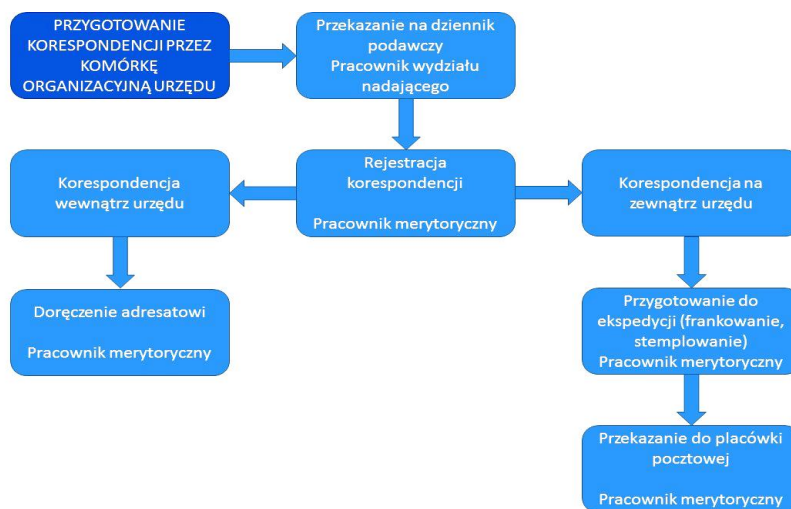 PRZYGOTOWANIE
KORESPONDENCJI PRZEZ
KOMÓRKĘ
ORGANIZACYJNĄ URZĘDU
Przekazanie na dziennik
podawczy
Pracownik wydziału
nadającego
Korespondencja
wewnątrz urzędu
Rejestracja
korespondencji
Pracownik merytoryczny
Korespondencja na
zewnątrz urzędu
Doręczenie adresatowi
Pracownik merytoryczny
Przygotowanie do
ekspedycji (frankowanie,
stemplowanie)
Pracownik merytoryczny
Przekazanie do placówki
pocztowej
Pracownik merytoryczny